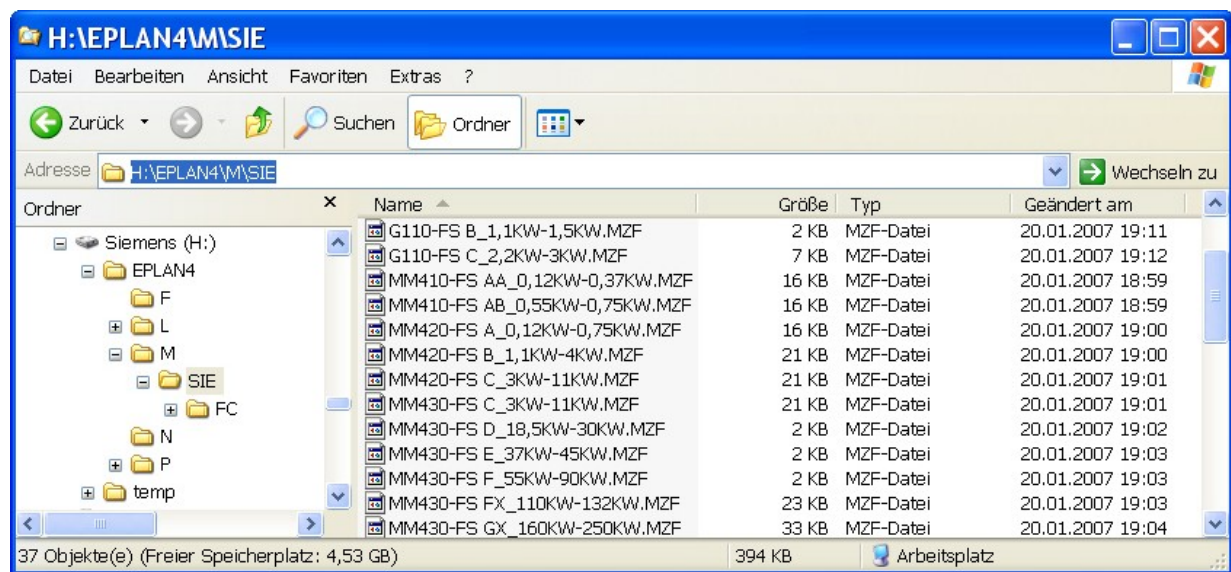 H:\EPLAN4\M\SIE
Datei Bearbeiten Ansicht Favoriten Extras ?
Zurück Suchen Ordner
Adresse H:\EPLAN4\M\SIE Wechseln zu
Ordner x Name Größe Typ Geändert am
Siemens (H:)
EPLAN4
F
L
M
SIE
FC
N
P
temp
G110-FS B_1,1KW-1,5KW.MZF 2 KB MZF-Datei 20.01.2007 19:11
G110-FS C_2,2KW-3KW.MZF 7 KB MZF-Datei 20.01.2007 19:12
MM410-FS AA_0,12KW-0,37KW.MZF 16 KB MZF-Datei 20.01.2007 18:59
MM410-FS AB_0,55KW-0,75KW.MZF 16 KB MZF-Datei 20.01.2007 18:59
MM420-FS A_0,12KW-0,75KW.MZF 16 KB MZF-Datei 20.01.2007 19:00
MM420-FS B_1,1KW-4KW.MZF 21 KB MZF-Datei 20.01.2007 19:00
MM420-FS C_3KW-11KW.MZF 21 KB MZF-Datei 20.01.2007 19:01
MM430-FS C_3KW-11KW.MZF 21 KB MZF-Datei 20.01.2007 19:01
MM430-FS D_18,5KW-30KW.MZF 2 KB MZF-Datei 20.01.2007 19:02
MM430-FS E_37KW-45KW.MZF 2 KB MZF-Datei 20.01.2007 19:03
MM430-FS F_55KW-90KW.MZF 2 KB MZF-Datei 20.01.2007 19:03
MM430-FS FX_110KW-132KW.MZF 23 KB MZF-Datei 20.01.2007 19:03
MM430-FS GX_160KW-250KW.MZF 33 KB MZF-Datei 20.01.2007 19:04
37 Objekte(e) (Freier Speicherplatz: 4,53 GB) 394 KB Arbeitsplatz